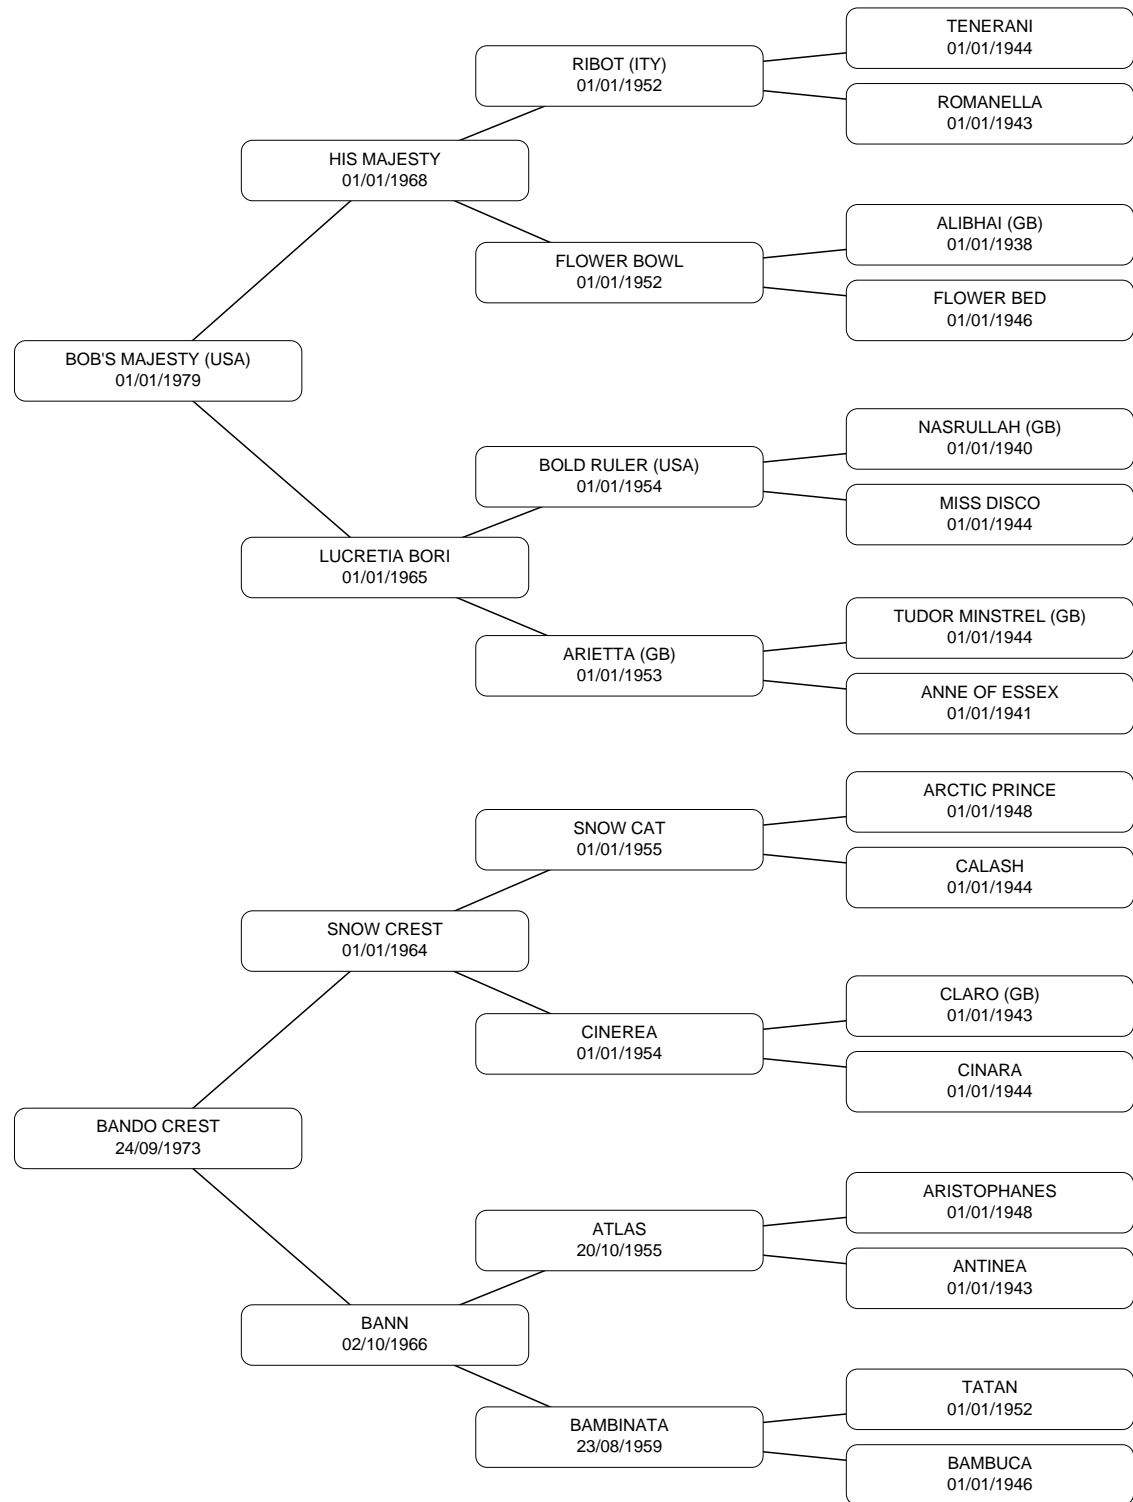 TENERANI
01/01/1944
RIBOT (ITY)
01/01/1952
ROMANELLA
01/01/1943
HIS MAJESTY
01/01/1968
ALIBHAI (GB)
01/01/1938
FLOWER BOWL
01/01/1952
FLOWER BED
01/01/1946
BOB'S MAJESTY (USA)
01/01/1979
NASRULLAH (GB)
01/01/1940
BOLD RULER (USA)
01/01/1954
MISS DISCO
01/01/1944
LUCRETIA BORI
01/01/1965
TUDOR MINSTREL (GB)
01/01/1944
ARIETTA (GB)
01/01/1953
ANNE OF ESSEX
01/01/1941
ARCTIC PRINCE
01/01/1948
SNOW CAT
01/01/1955
CALASH
01/01/1944
SNOW CREST
01/01/1964
CLARO (GB)
01/01/1943
CINEREA
01/01/1954
CINARA
01/01/1944
BANDO CREST
24/09/1973
ARISTOPHANES
01/01/1948
ATLAS
20/10/1955
ANTINEA
01/01/1943
BANN
02/10/1966
TATAN
01/01/1952
BAMBINATA
23/08/1959
BAMBUCA
01/01/1946